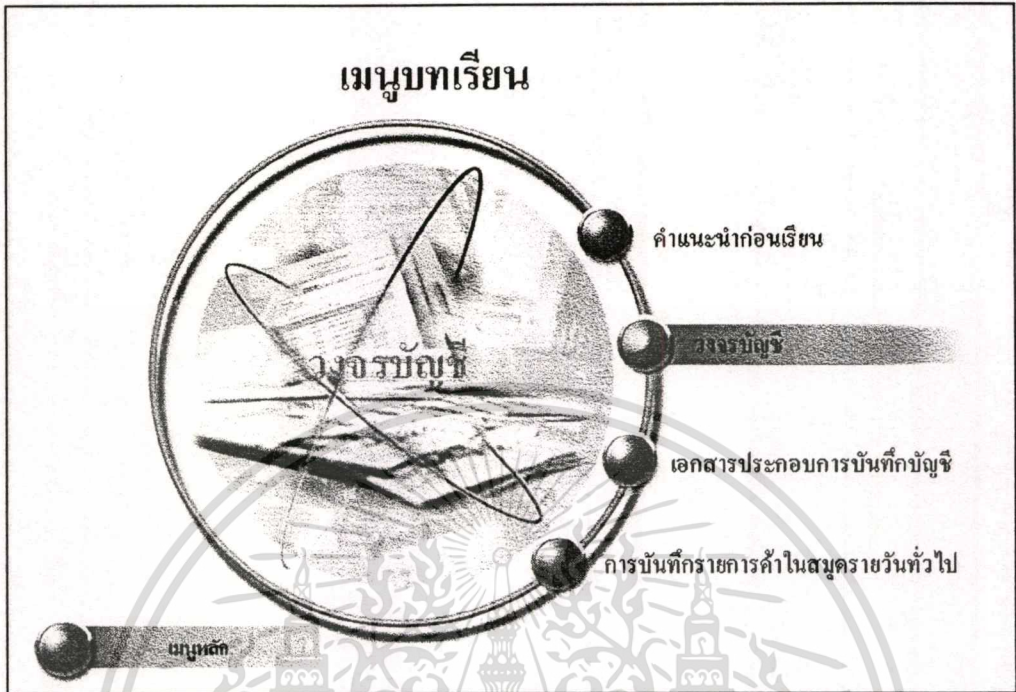 เมนูบทเรียน
คำแนะนำก่อนเรียน
วงจรบัญชี
วงจรบัญชี
เอกสารประกอบการบันทึกบัญชี
การบันทึกรายการค้าในสมุดรายวันทั่วไป
เมนูหลัก